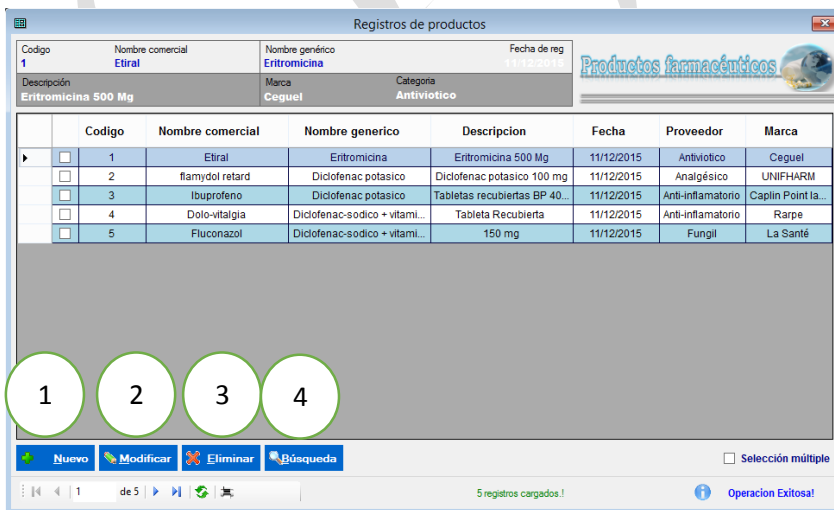 Registros de productos
Codigo Nombre comercial Nombre genérico Fecha de reg
1 Etiral Eritromicina 11/12/2015
Productos farmacéuticos
Descripción Marca Categoria
Eritromicina 500 Mg Ceguel Antiviotico
Codigo Nombre comercial Nombre generico Descripcion Fecha Proveedor Marca
1 Etiral Eritromicina Eritromicina 500 Mg 11/12/2015 Antiviotico Ceguel
2 flamydol retard Diclofenac potasico Diclofenac potasico 100 mg 11/12/2015 Analgésico UNIFHARM
3 Ibuprofeno Diclofenac potasico Tabletas recubiertas BP 40... 11/12/2015 Anti-inflamatorio Caplin Point la...
4 Dolo-vitalgia Diclofenac-sodico + vitami... Tableta Recubierta 11/12/2015 Anti-inflamatorio Rarpe
5 Fluconazol Diclofenac-sodico + vitami... 150 mg 11/12/2015 Fungil La Santé
1 2 3 4
Nuevo Modificar Eliminar Búsqueda Selección múltiple
1 de 5 5 registros cargados.! Operacion Exitosa!